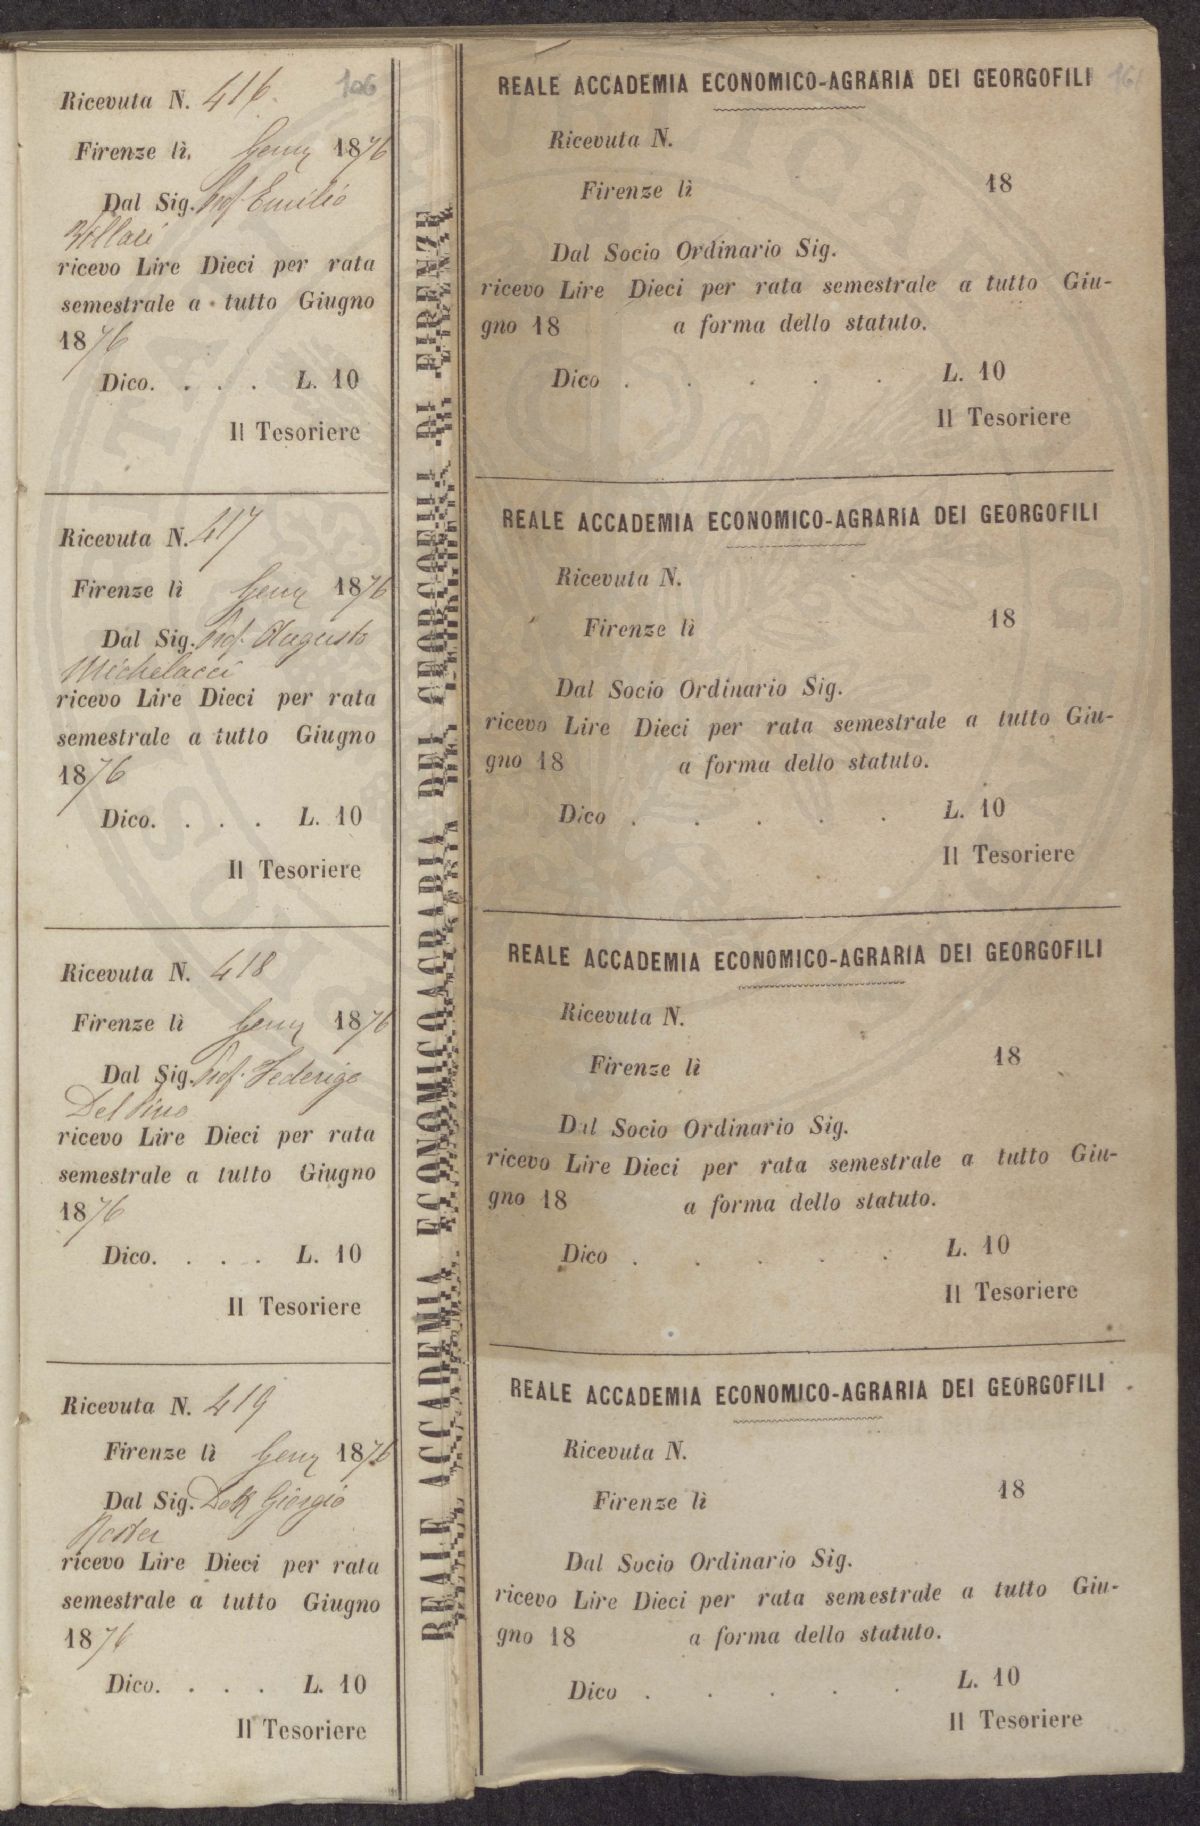 106
Ricevuta N. 416.
Firenze lì. Genn 1876
Dal Sig. Prof. Emilio
Villari
ricevo Lire Dieci per rata
semestrale a tutto Giugno
1876
Dico. . . . L. 10
Il Tesoriere
Ricevuta N. 417
Firenze lì Genn 1876
Dal Sig. Prof. Augusto
Michelacci
ricevo Lire Dieci per rata
semestrale a tutto Giugno
1876
Dico. . . . L. 10
Il Tesoriere
Ricevuta N. 418
Firenze lì Genn 1876
Dal Sig. Prof. Federigo
Delpino
ricevo Lire Dieci per rata
semestrale a tutto Giugno
1876
Dico. . . . L. 10
Il Tesoriere
Ricevuta N. 419
Firenze lì Genn 1876
Dal Sig. Dott Giorgio
Roster
ricevo Lire Dieci per rata
semestrale a tutto Giugno
1876
Dico. . . . L. 10
Il Tesoriere
REALE ACCADEMIA ECONOMICO-AGRARIA DEI GEORGOFILI DI FIRENZE
REALE ACCADEMIA ECONOMICO-AGRARIA DEI GEORGOFILI
Ricevuta N.
Firenze lì 18
Dal Socio Ordinario Sig.
ricevo Lire Dieci per rata semestrale a tutto Giu-
gno 18 a forma dello statuto.
Dico . . . . . L. 10
Il Tesoriere
REALE ACCADEMIA ECONOMICO-AGRARIA DEI GEORGOFILI
Ricevuta N.
Firenze lì 18
Dal Socio Ordinario Sig.
ricevo Lire Dieci per rata semestrale a tutto Giu-
gno 18 a forma dello statuto.
Dico . . . . . L. 10
Il Tesoriere
REALE ACCADEMIA ECONOMICO-AGRARIA DEI GEORGOFILI
Ricevuta N.
Firenze lì 18
Dal Socio Ordinario Sig.
ricevo Lire Dieci per rata semestrale a tutto Giu-
gno 18 a forma dello statuto.
Dico . . . . . L. 10
Il Tesoriere
REALE ACCADEMIA ECONOMICO-AGRARIA DEI GEORGOFILI
Ricevuta N.
Firenze lì 18
Dal Socio Ordinario Sig.
ricevo Lire Dieci per rata semestrale a tutto Giu-
gno 18 a forma dello statuto.
Dico . . . . . L. 10
Il Tesoriere